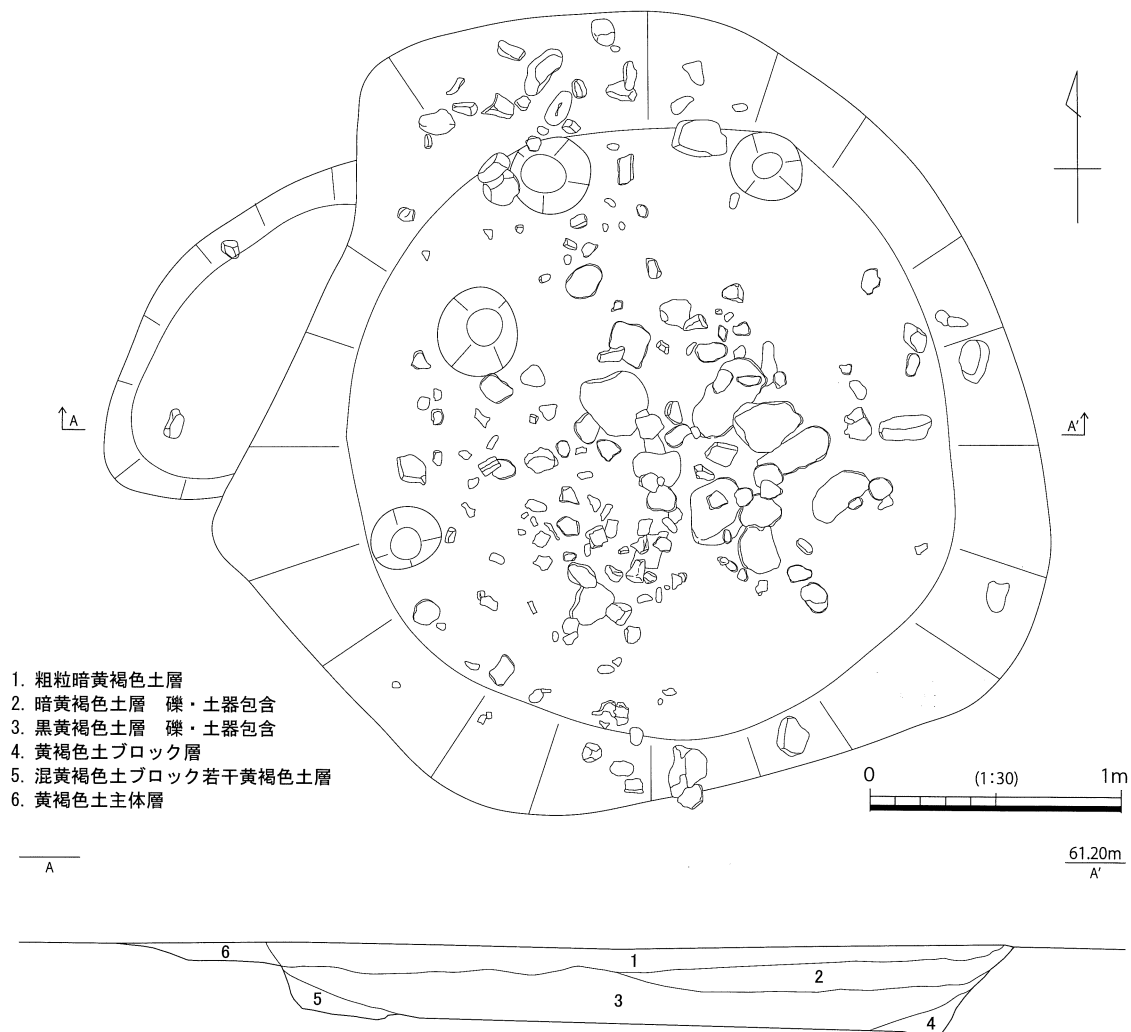 A
A'
1. 粗粒暗黄褐色土層
2. 暗黄褐色土層 礫・土器包含
3. 黒黄褐色土層 礫・土器包含
4. 黄褐色土ブロック層
5. 混黄褐色土ブロック若干黄褐色土層
6. 黄褐色土主体層
0 (1:30) 1m
A
61.20m
A'
6
1
2
5
3
4